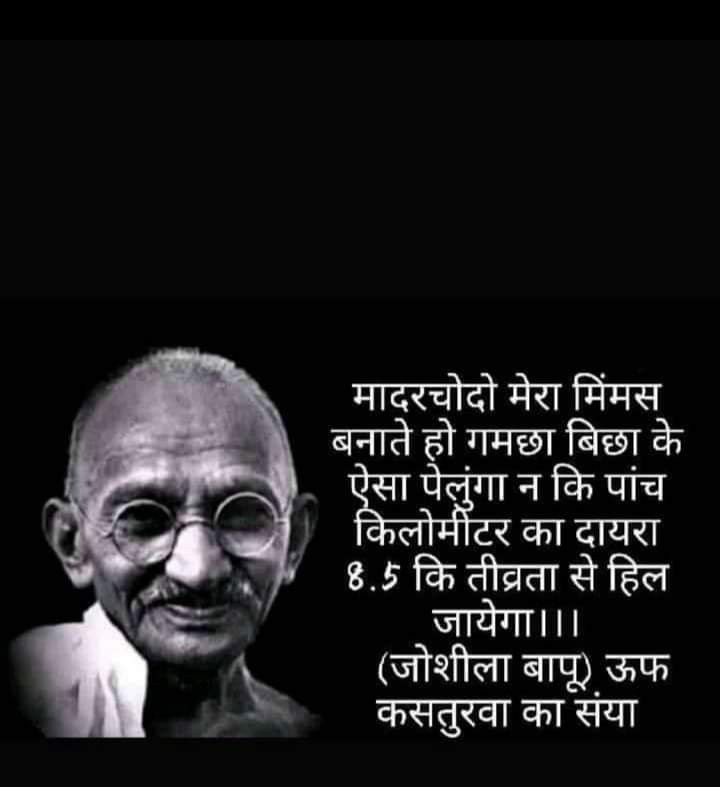 मादरचोदो मेरा मिंमस
बनाते हो गमछा बिछा के
ऐसा पेलुंगा न कि पांच
किलोमीटर का दायरा
8.5 कि तीव्रता से हिल
जायेगा।।।
(जोशीला बापू) ऊफ
कसतुरवा का संया